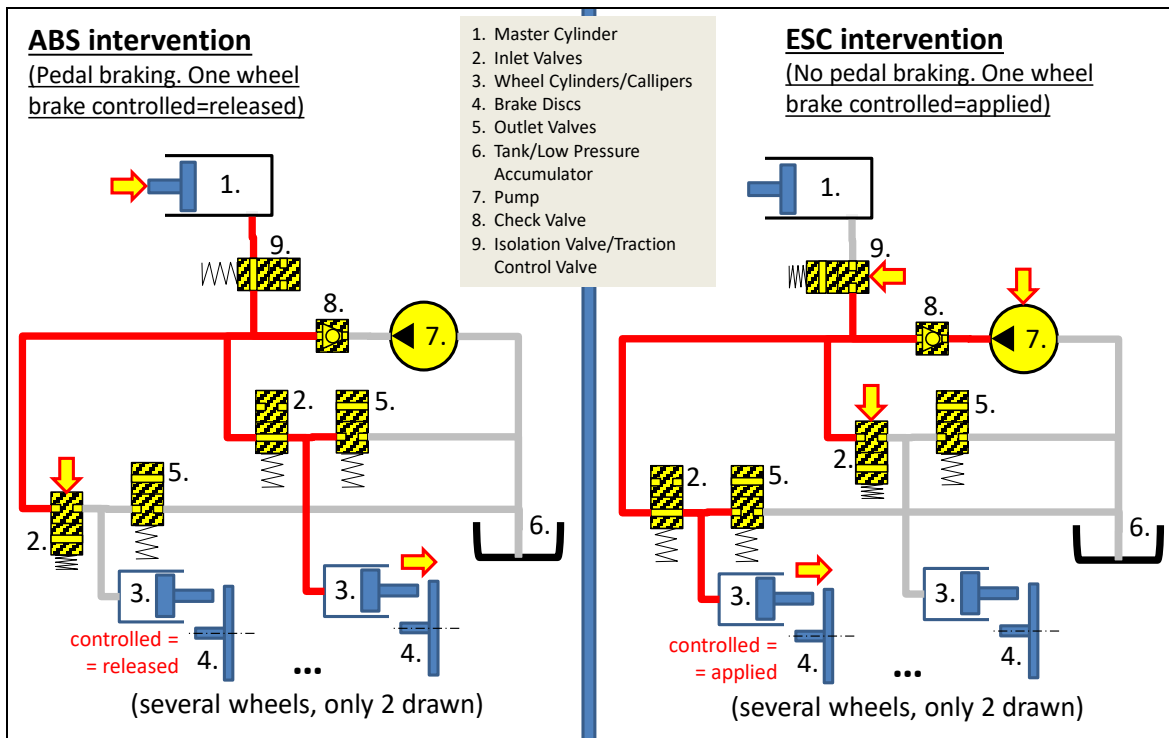 ABS intervention
(Pedal braking. One wheel
brake controlled=released)
1. Master Cylinder
2. Inlet Valves
3. Wheel Cylinders/Callipers
4. Brake Discs
5. Outlet Valves
6. Tank/Low Pressure
Accumulator
7. Pump
8. Check Valve
9. Isolation Valve/Traction
Control Valve
ESC intervention
(No pedal braking. One wheel
brake controlled=applied)
1.
9.
8.
7.
2.
5.
5.
2.
6.
3.
3.
controlled =
= released
4.
...
4.
(several wheels, only 2 drawn)
1.
9.
8.
7.
5.
2.
2.
5.
6.
3.
3.
controlled =
= applied
4.
...
4.
(several wheels, only 2 drawn)